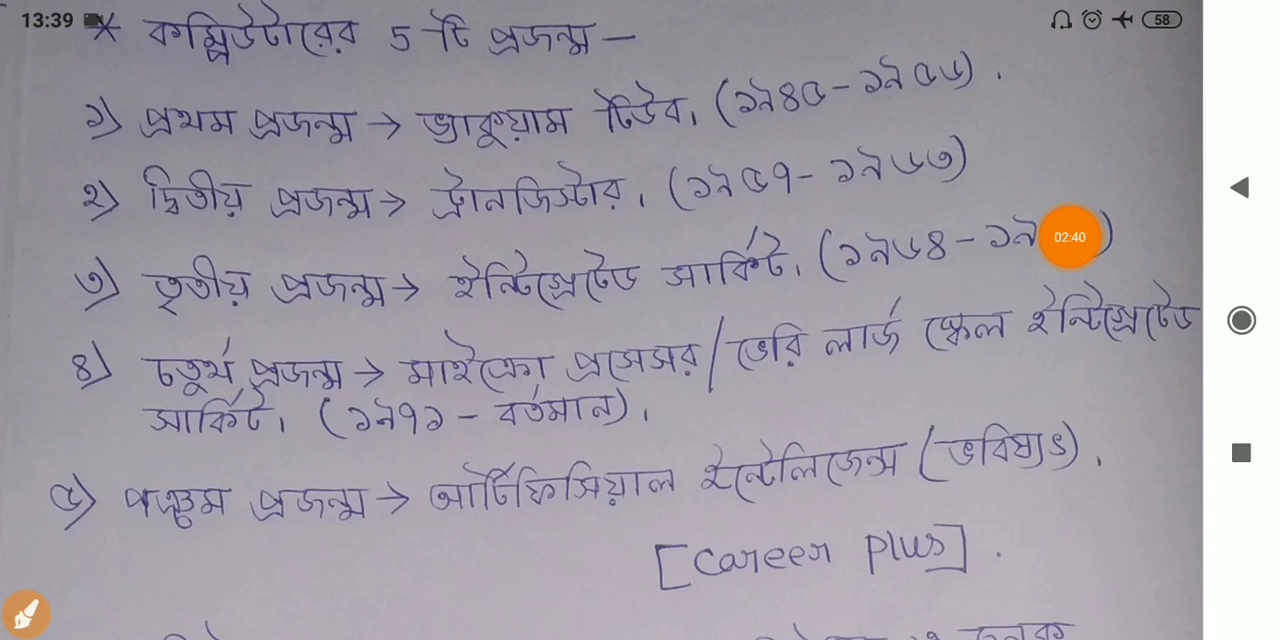 13:39
58
* কম্পিউটারের 5 টি প্রজন্ম —
১) প্রথম প্রজন্ম → ভ্যাকুয়াম টিউব। (১৯৪৫ - ১৯৫৬).
২) দ্বিতীয় প্রজন্ম → ট্রানজিস্টার। (১৯৫৭ - ১৯৬৩)
৩) তৃতীয় প্রজন্ম → ইন্টিগ্রেটেড সার্কিট। (১৯৬৪ - ১৯ )
02:40
৪) চতুর্থ প্রজন্ম → মাইক্রো প্রসেসর / ভেরি লার্জ স্কেল ইন্টিগ্রেটেড
সার্কিট। (১৯৭১ - বর্তমান)।
৫) পঞ্চম প্রজন্ম → আর্টিফিসিয়াল ইন্টেলিজেন্স (ভবিষ্যৎ).
[Career Plus].